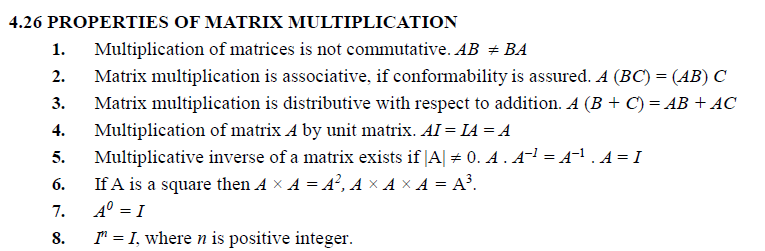 4.26 PROPERTIES OF MATRIX MULTIPLICATION
1. Multiplication of matrices is not commutative. AB ≠ BA
2. Matrix multiplication is associative, if conformability is assured. A (BC) = (AB) C
3. Matrix multiplication is distributive with respect to addition. A (B + C) = AB + AC
4. Multiplication of matrix A by unit matrix. AI = IA = A
5. Multiplicative inverse of a matrix exists if |A| ≠ 0. A . A⁻¹ = A⁻¹ . A = I
6. If A is a square then A × A = A², A × A × A = A³.
7. A⁰ = I
8. Iⁿ = I, where n is positive integer.